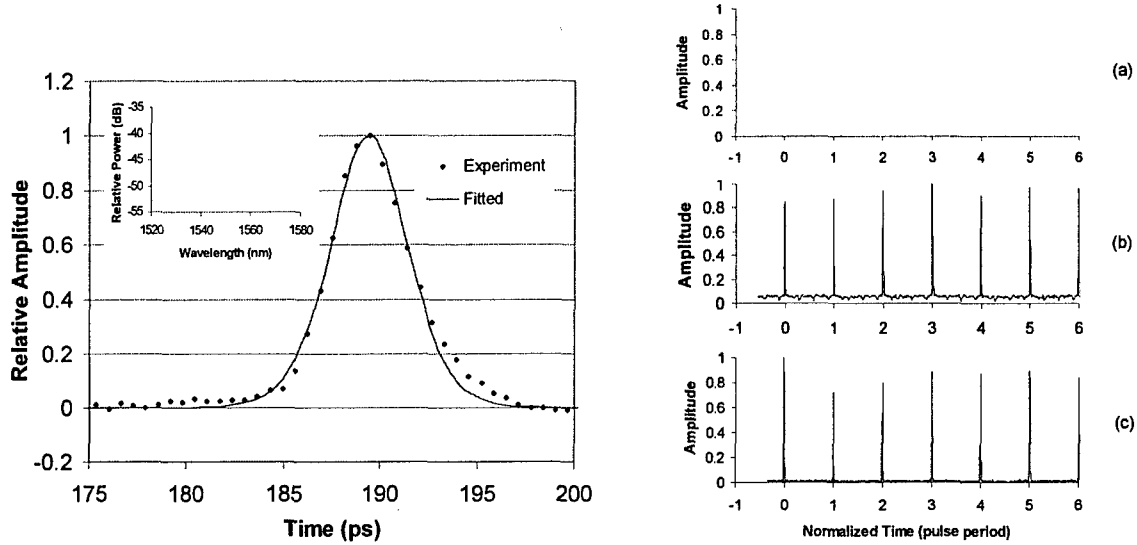 1.2
1
0.8
0.6
0.4
0.2
0
-0.2
175 180 185 190 195 200
Relative Amplitude
Time (ps)
-35
-40
-45
-50
-55
1520 1540 1560 1580
Relative Power (dB)
Wavelength (nm)
Experiment
Fitted
1
0.8
0.6
0.4
0.2
0
-1 0 1 2 3 4 5 6
Amplitude
(a)
1
0.8
0.6
0.4
0.2
0
-1 0 1 2 3 4 5 6
Amplitude
(b)
1
0.8
0.6
0.4
0.2
0
-1 0 1 2 3 4 5 6
Amplitude
(c)
Normalized Time (pulse period)